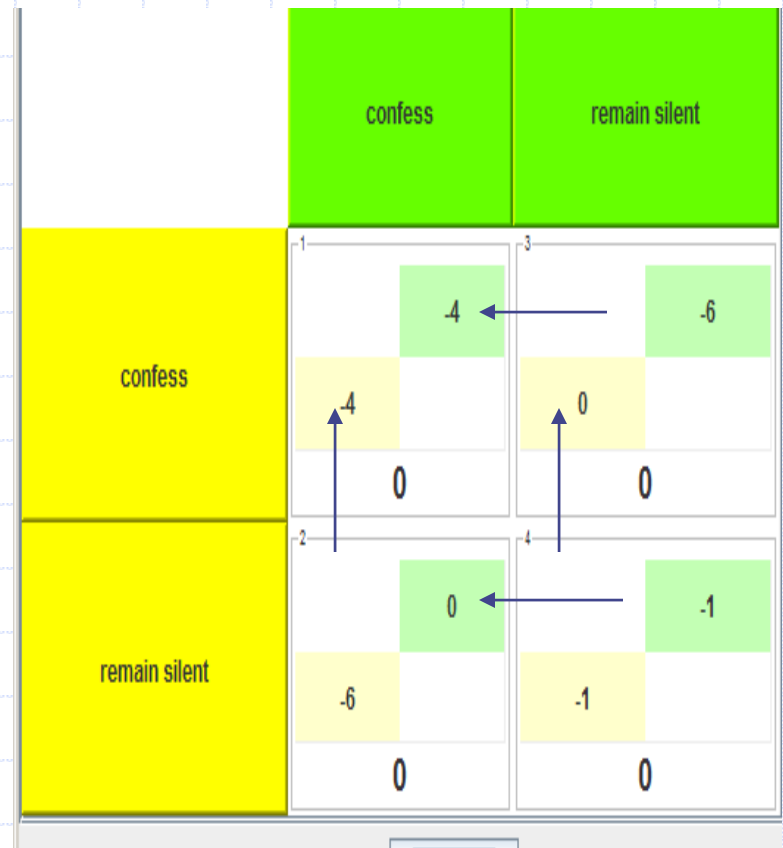 confess remain silent
1 3
-4 -6
confess
-4 0
0 0
2 4
0 -1
remain silent
-6 -1
0 0